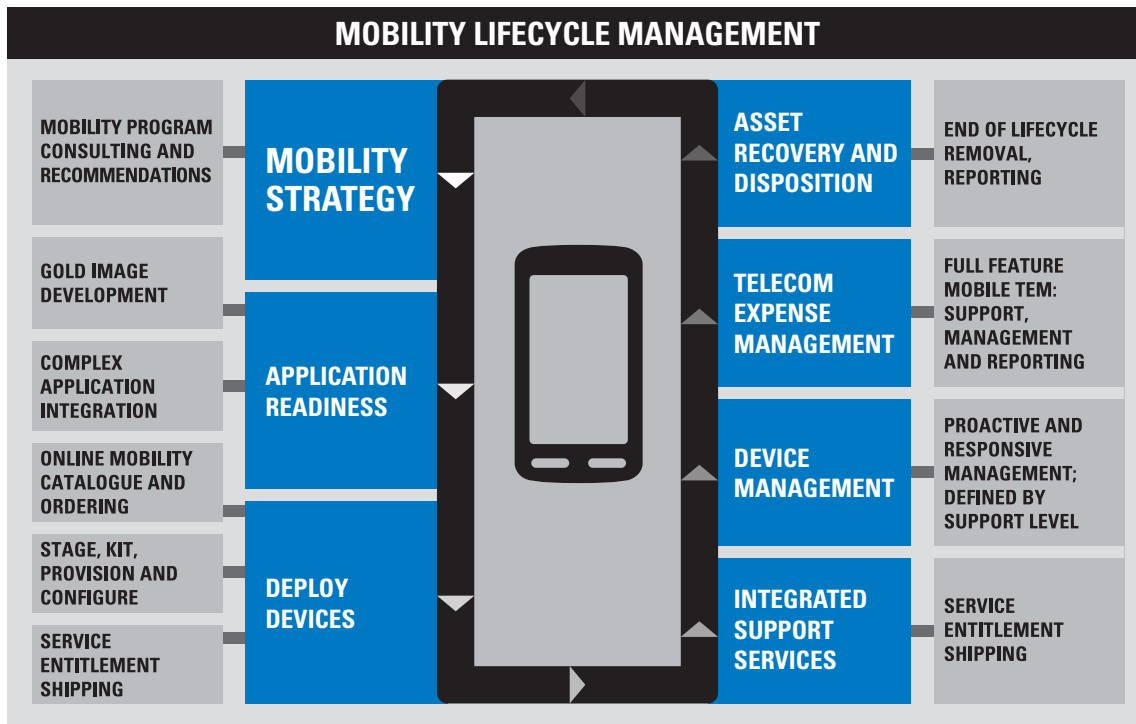 MOBILITY LIFECYCLE MANAGEMENT
MOBILITY PROGRAM
CONSULTING AND
RECOMMENDATIONS
GOLD IMAGE
DEVELOPMENT
COMPLEX
APPLICATION
INTEGRATION
ONLINE MOBILITY
CATALOGUE AND
ORDERING
STAGE, KIT,
PROVISION AND
CONFIGURE
SERVICE
ENTITLEMENT
SHIPPING
MOBILITY
STRATEGY
APPLICATION
READINESS
DEPLOY
DEVICES
ASSET
RECOVERY AND
DISPOSITION
TELECOM
EXPENSE
MANAGEMENT
DEVICE
MANAGEMENT
INTEGRATED
SUPPORT
SERVICES
END OF LIFECYCLE
REMOVAL,
REPORTING
FULL FEATURE
MOBILE TEM:
SUPPORT,
MANAGEMENT
AND REPORTING
PROACTIVE AND
RESPONSIVE
MANAGEMENT;
DEFINED BY
SUPPORT LEVEL
SERVICE
ENTITLEMENT
SHIPPING